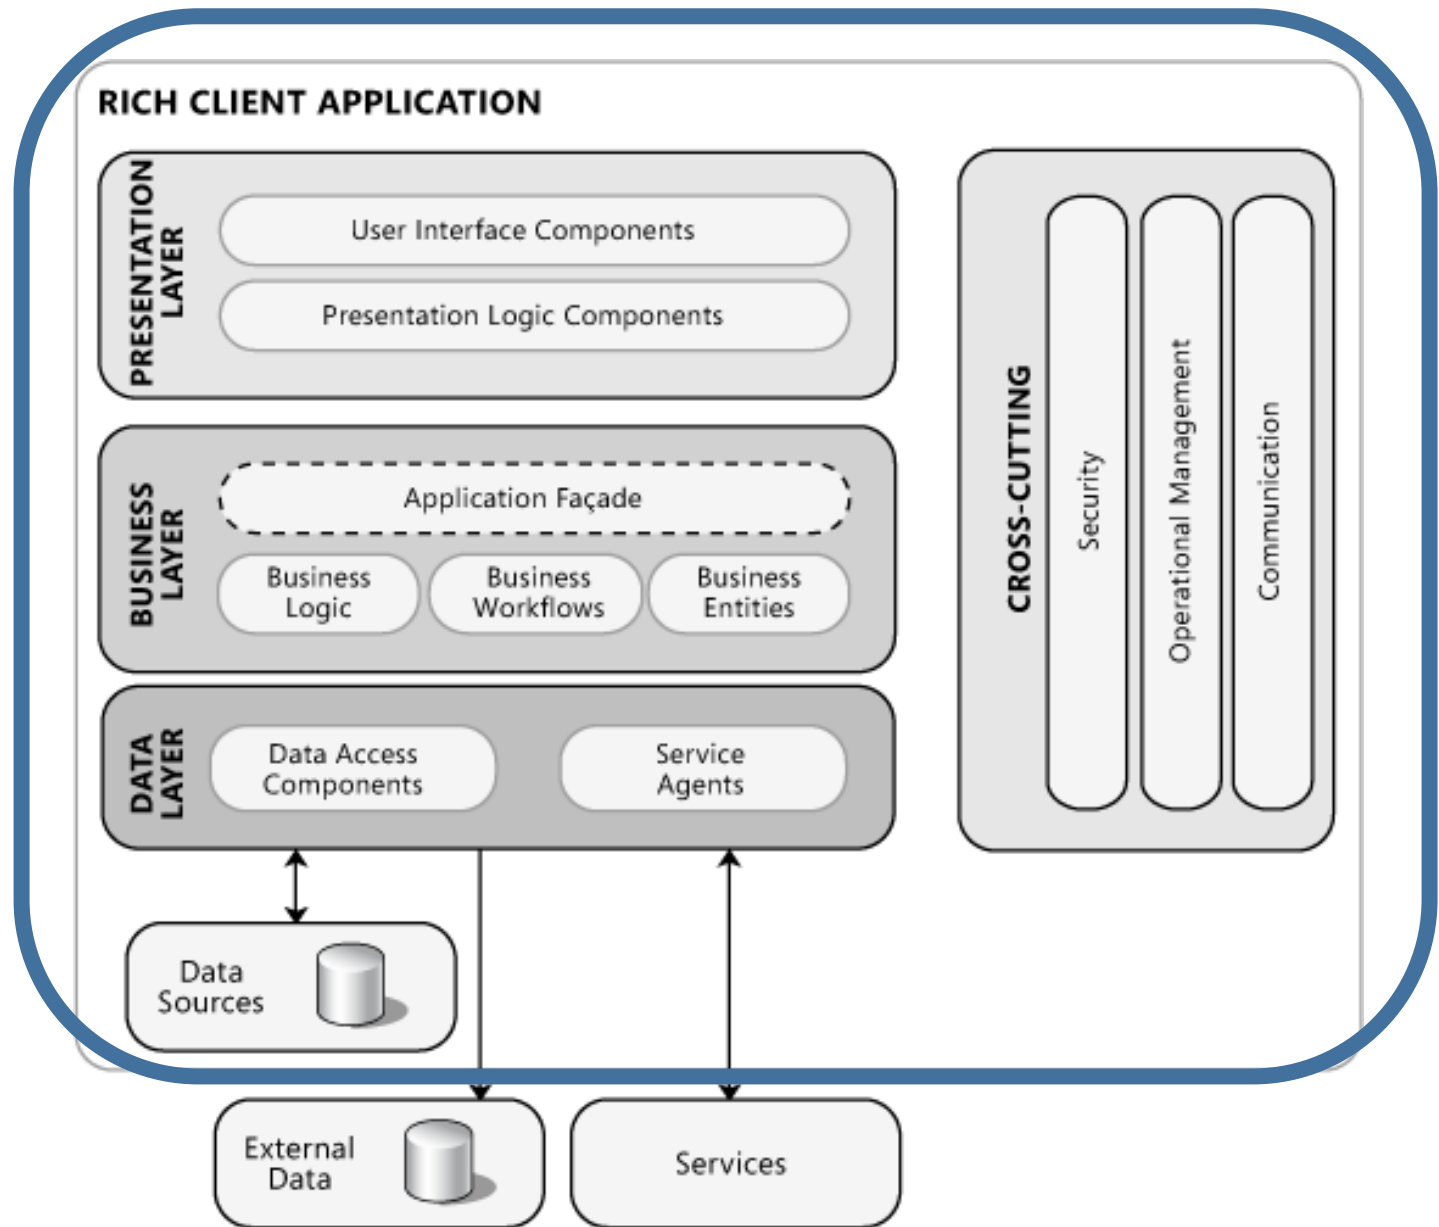 RICH CLIENT APPLICATION
PRESENTATION
LAYER
User Interface Components
Presentation Logic Components
BUSINESS
LAYER
Application Façade
Business
Logic
Business
Workflows
Business
Entities
DATA
LAYER
Data Access
Components
Service
Agents
CROSS-CUTTING
Security
Operational Management
Communication
Data
Sources
External
Data
Services